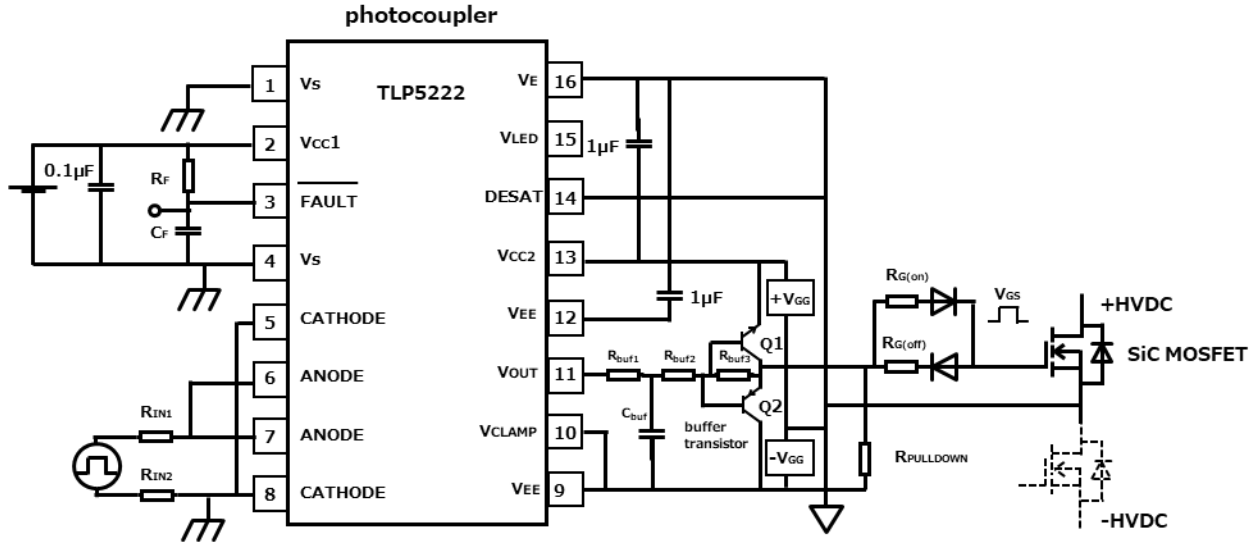 photocoupler
TLP5222
1 Vs
2 Vcc1
3 FAULT
4 Vs
5 CATHODE
6 ANODE
7 ANODE
8 CATHODE
VE 16
VLED 15
DESAT 14
VCC2 13
VEE 12
VOUT 11
VCLAMP 10
VEE 9
0.1μF
RF
CF
RIN1
RIN2
1μF
1μF
+VGG
-VGG
Rbuf1
Rbuf2
Rbuf3
Cbuf
Q1
Q2
buffer
transistor
RG(on)
RG(off)
VGS
RPULLDOWN
+HVDC
SiC MOSFET
-HVDC